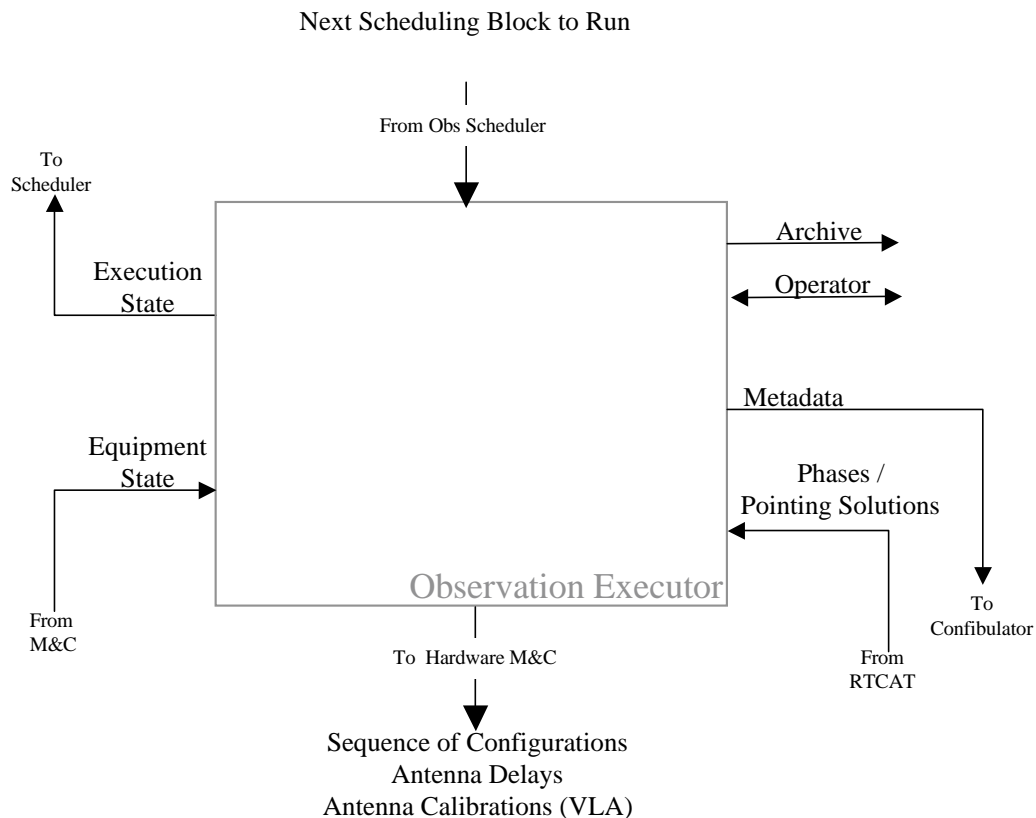 Next Scheduling Block to Run
From Obs Scheduler
To
Scheduler
Archive
Execution
State
Operator
Metadata
Equipment
State
Phases /
Pointing Solutions
Observation Executor
From
M&C
To Hardware M&C
To
Confibulator
From
RTCAT
Sequence of Configurations
Antenna Delays
Antenna Calibrations (VLA)